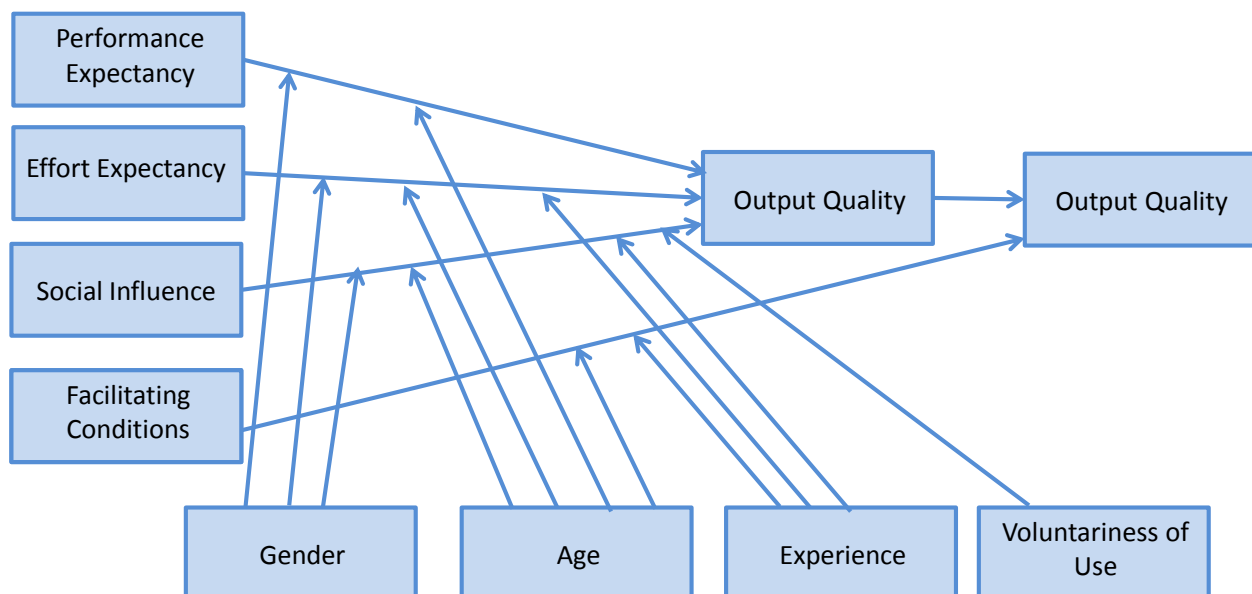 Performance
Expectancy
Effort Expectancy
Output Quality
Output Quality
Social Influence
Facilitating
Conditions
Gender
Age
Experience
Voluntariness of
Use